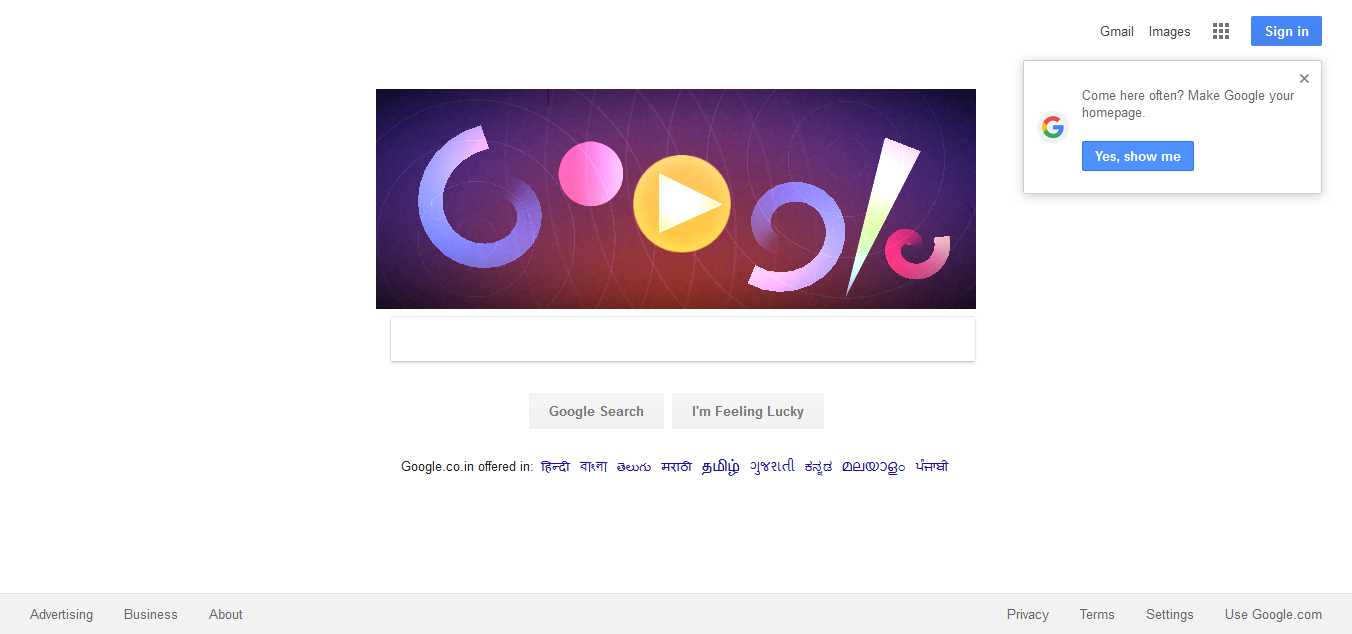 Gmail Images Sign in
Come here often? Make Google your
homepage.
Yes, show me
Google Search I'm Feeling Lucky
Google.co.in offered in: हिन्दी বাংলা తెలుగు मराठी தமிழ் ગુજરાતી ಕನ್ನಡ മലയാളം ਪੰਜਾਬੀ
Advertising Business About Privacy Terms Settings Use Google.com